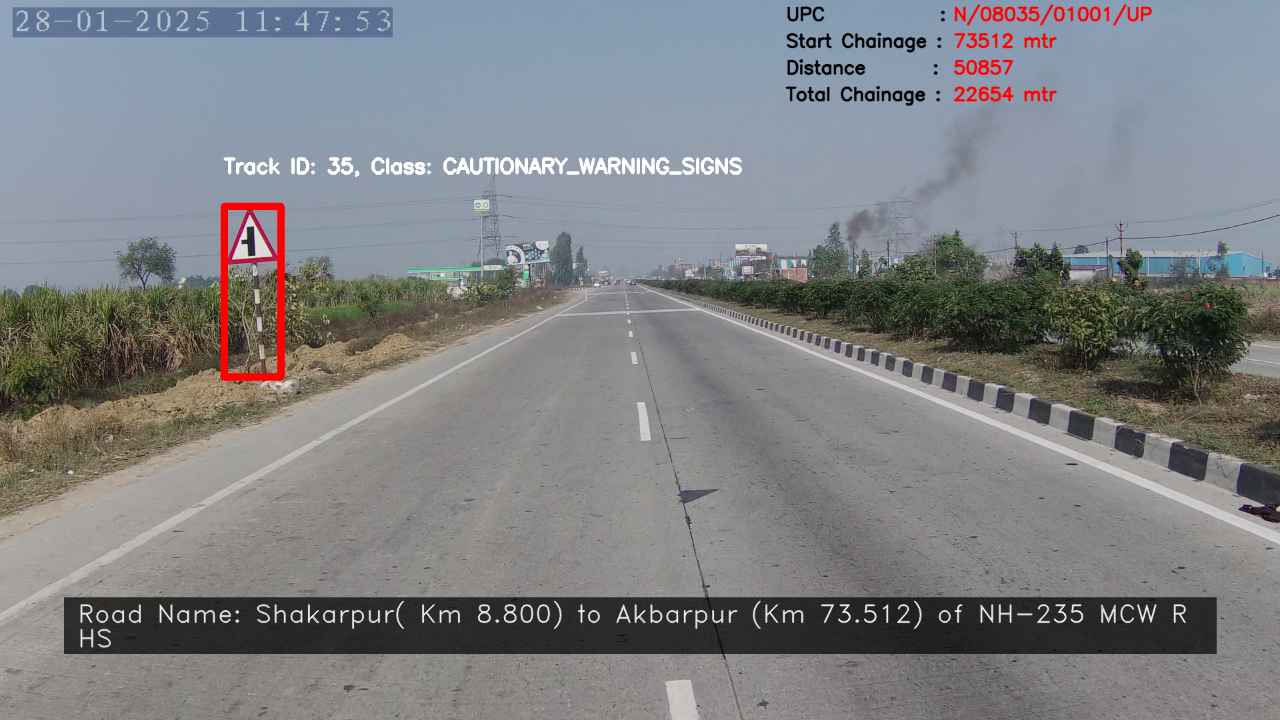 28-01-2025 11:47:53
UPC : N/08035/01001/UP
Start Chainage : 73512 mtr
Distance : 50857
Total Chainage : 22654 mtr
Track ID: 35, Class: CAUTIONARY_WARNING_SIGNS
Road Name: Shakarpur( Km 8.800) to Akbarpur (Km 73.512) of NH-235 MCW R
HS